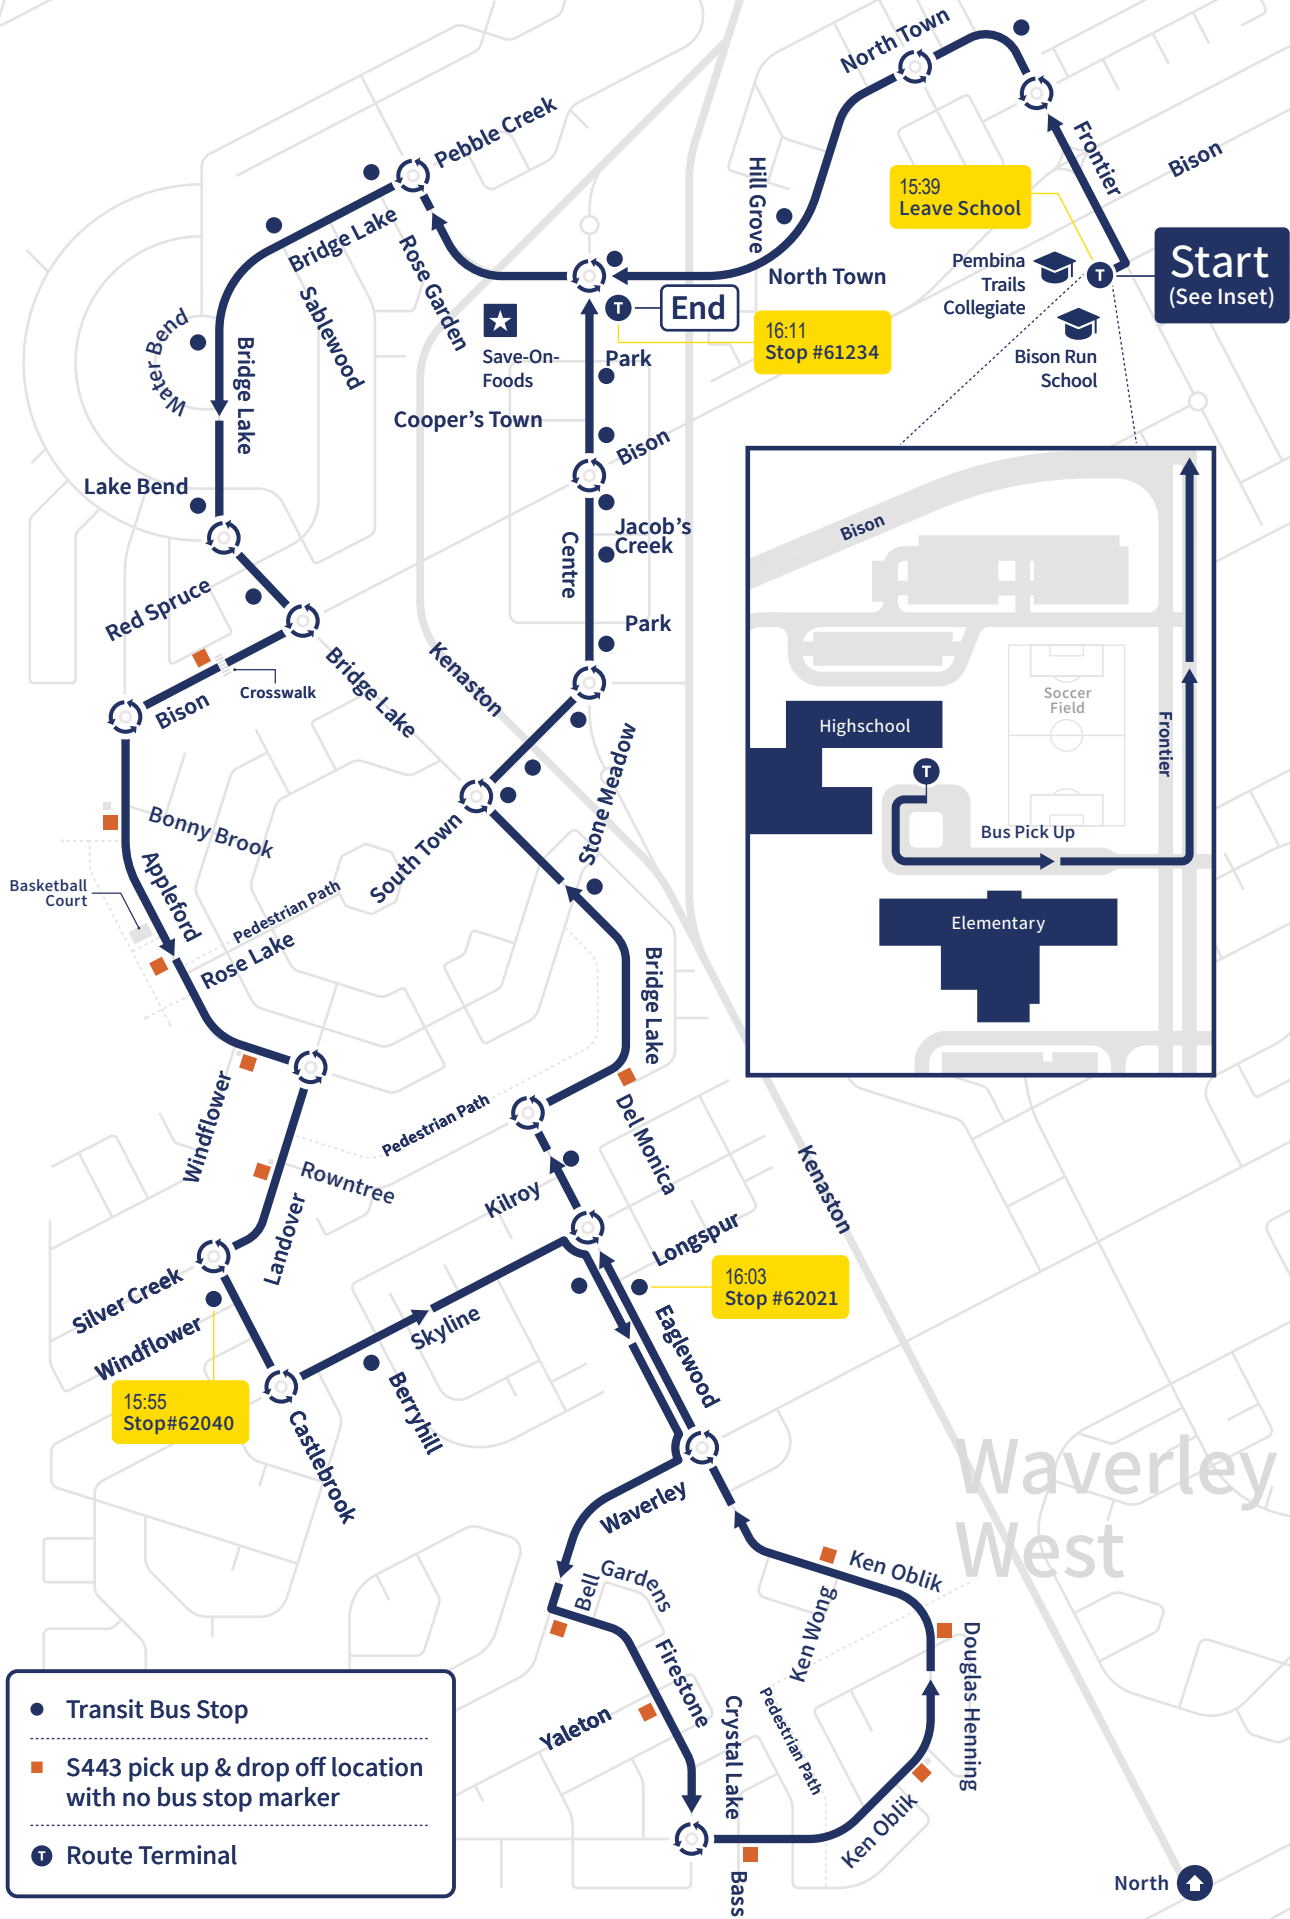 North Town
Frontier
Bison
Pebble Creek
Hill Grove
15:39
Leave School
Bridge Lake
Rose Garden
North Town
Pembina
Trails
Collegiate
T
Start
(See Inset)
Sablewood
Water Bend
Bridge Lake
Save-On-
Foods
T
End
16:11
Stop #61234
Park
Bison Run
School
Cooper's Town
Bison
Lake Bend
Jacob's
Creek
Centre
Red Spruce
Park
Crosswalk
Bison
Bridge Lake
Kenaston
Stone Meadow
South Town
Bonny Brook
Appleford
Basketball
Court
Pedestrian Path
Rose Lake
Bridge Lake
Bison
Soccer
Field
Highschool
T
Frontier
Bus Pick Up
Elementary
Windflower
Pedestrian Path
Del Monica
Kenaston
Rowntree
Landover
Kilroy
Longspur
Silver Creek
Windflower
16:03
Stop #62021
Eaglewood
Skyline
Berryhill
15:55
Stop#62040
Castlebrook
Waverley
Waverley
West
Bell
Gardens
Ken Oblik
Ken Wong
Firestone
Douglas Henning
Yaleton
Crystal Lake
Pedestrian Path
Ken Oblik
Bass
Transit Bus Stop
S443 pick up & drop off location
with no bus stop marker
T
Route Terminal
North